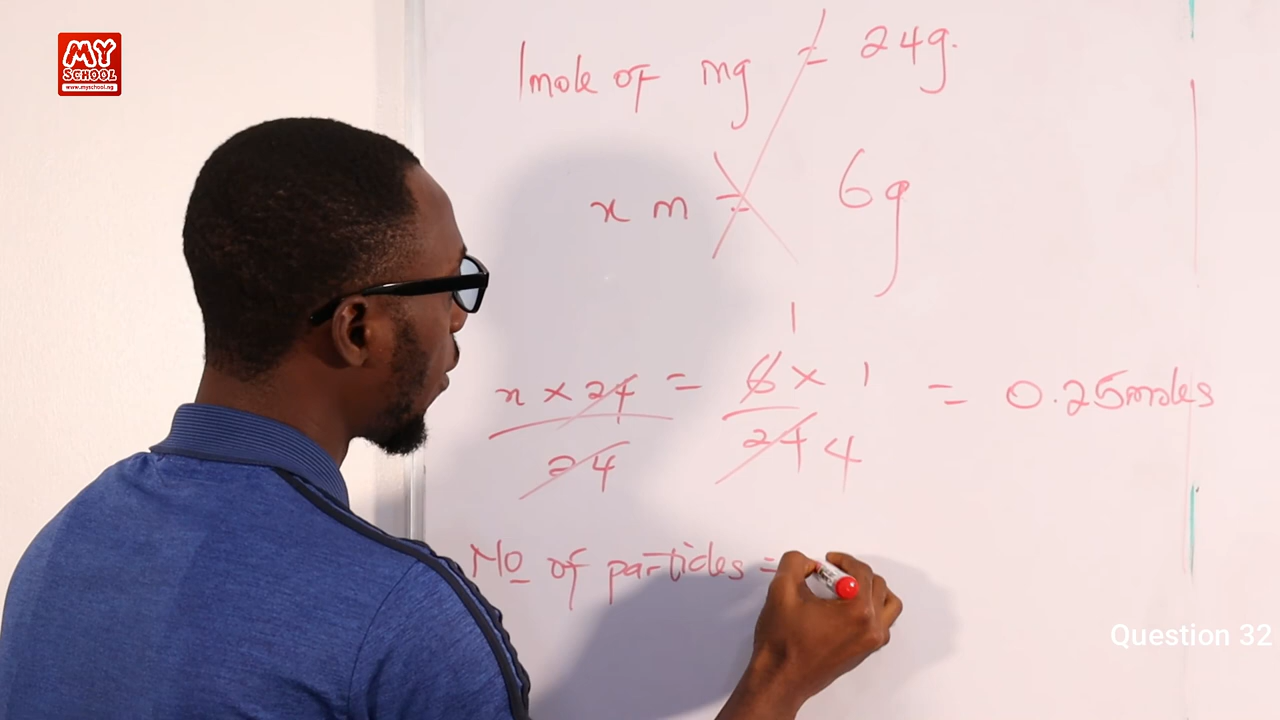 MY
SCHOOL
www.myschool.ng
1mole of mg = 24g.
x m = 6g
1
x × 24 = 6 × 1 = 0.25moles
24 24 4
No of particles =
Question 32